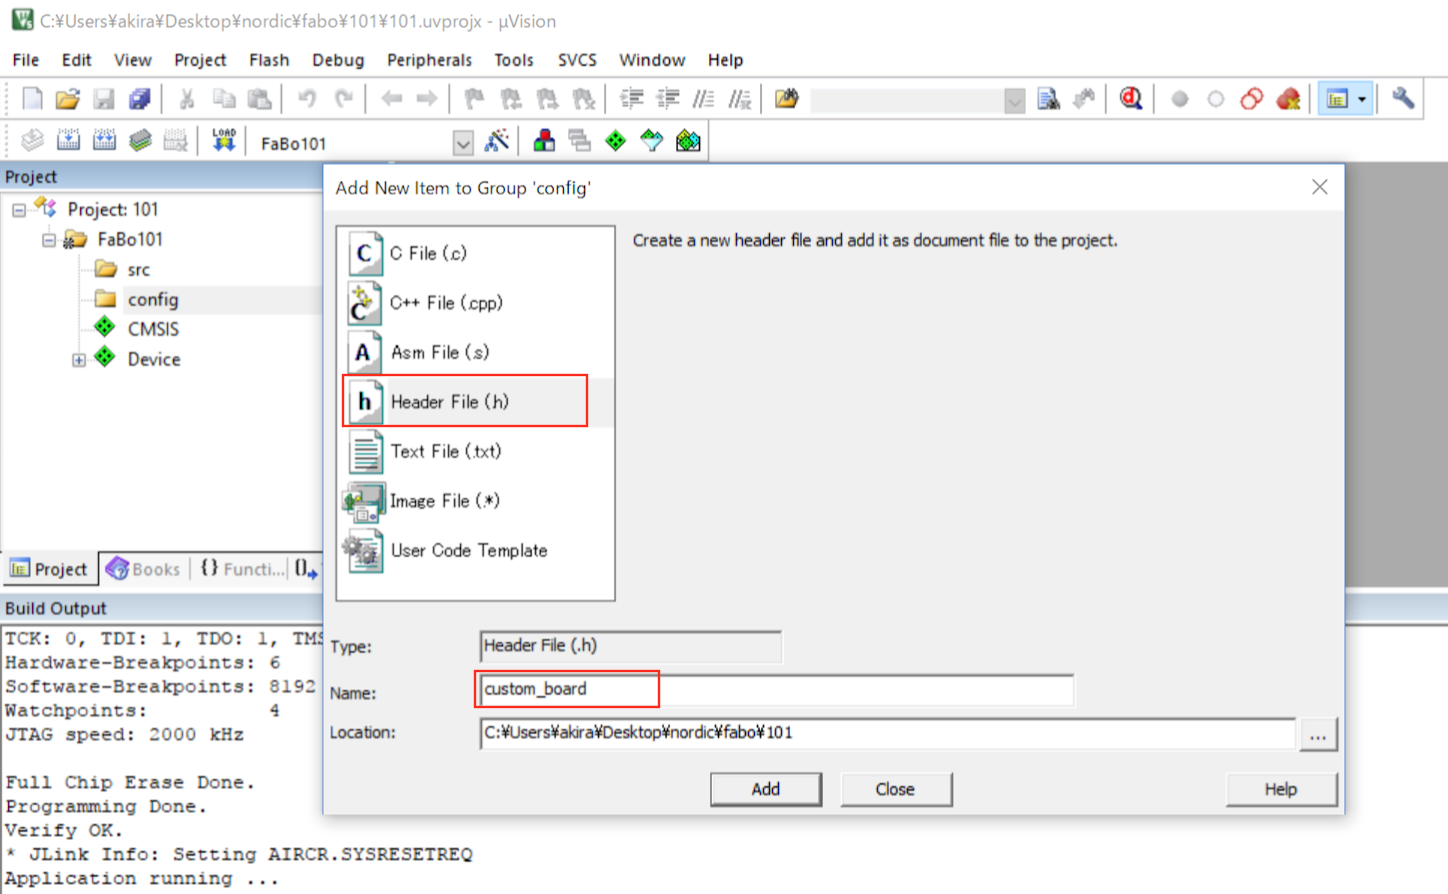 C:¥Users¥akira¥Desktop¥nordic¥fabo¥101¥101.uvprojx - µVision
File Edit View Project Flash Debug Peripherals Tools SVCS Window Help
LOAD
FaBo101
Project
Project: 101
FaBo101
src
config
CMSIS
Device
Project Books {} Functi...
Add New Item to Group 'config'
C File (.c)
C++ File (.cpp)
Asm File (.s)
Header File (.h)
Text File (.txt)
Image File (.*)
User Code Template
Create a new header file and add it as document file to the project.
Type: Header File (.h)
Name: custom_board
Location: C:¥Users¥akira¥Desktop¥nordic¥fabo¥101 ...
Add Close Help
Build Output
TCK: 0, TDI: 1, TDO: 1, TMS
Hardware-Breakpoints: 6
Software-Breakpoints: 8192
Watchpoints: 4
JTAG speed: 2000 kHz
Full Chip Erase Done.
Programming Done.
Verify OK.
* JLink Info: Setting AIRCR.SYSRESETREQ
Application running ...